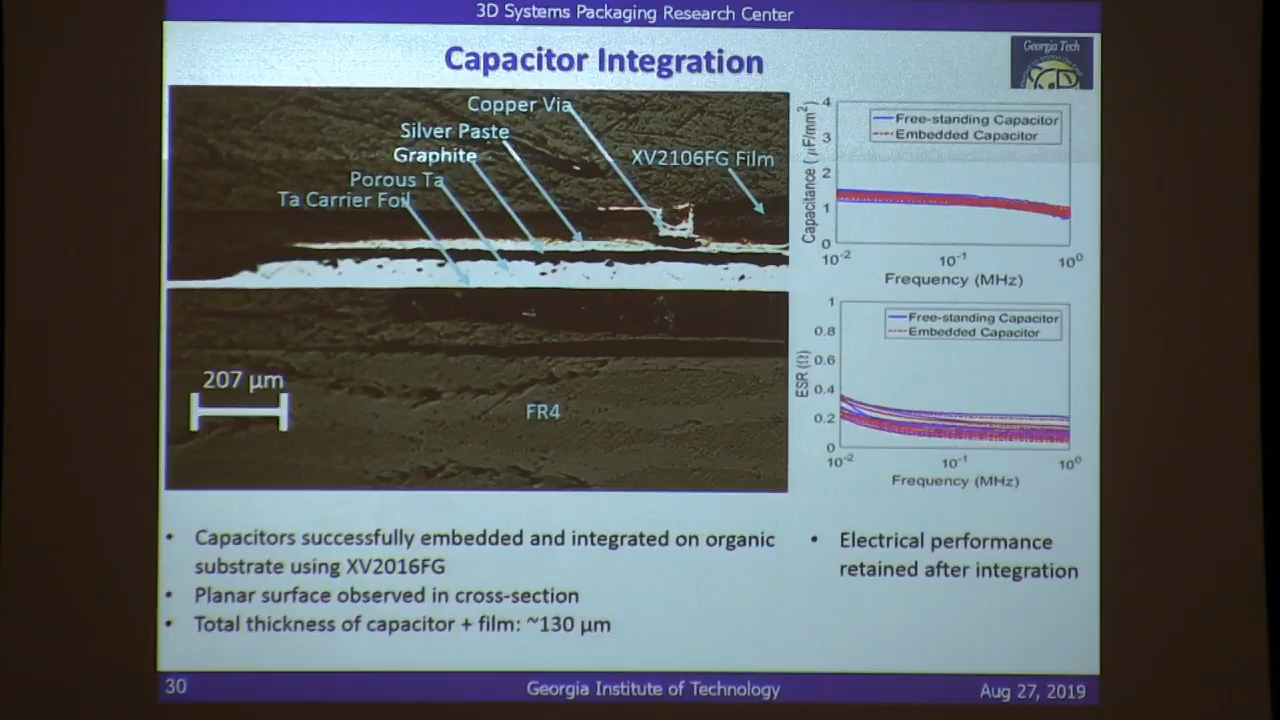 3D Systems Packaging Research Center
Capacitor Integration
Georgia Tech
Copper Via
Silver Paste
Graphite
Porous Ta
Ta Carrier Foil
XV2106FG Film
207 µm
FR4
Capacitance ( µF/mm²)
4
3
2
1
0
Free-standing Capacitor
Embedded Capacitor
10⁻² 10⁻¹ 10⁰
Frequency (MHz)
ESR (Ω)
1
0.8
0.6
0.4
0.2
0
Free-standing Capacitor
Embedded Capacitor
10⁻² 10⁻¹ 10⁰
Frequency (MHz)
• Capacitors successfully embedded and integrated on organic
substrate using XV2016FG
• Planar surface observed in cross-section
• Total thickness of capacitor + film: ~130 µm
• Electrical performance
retained after integration
30
Georgia Institute of Technology
Aug 27, 2019